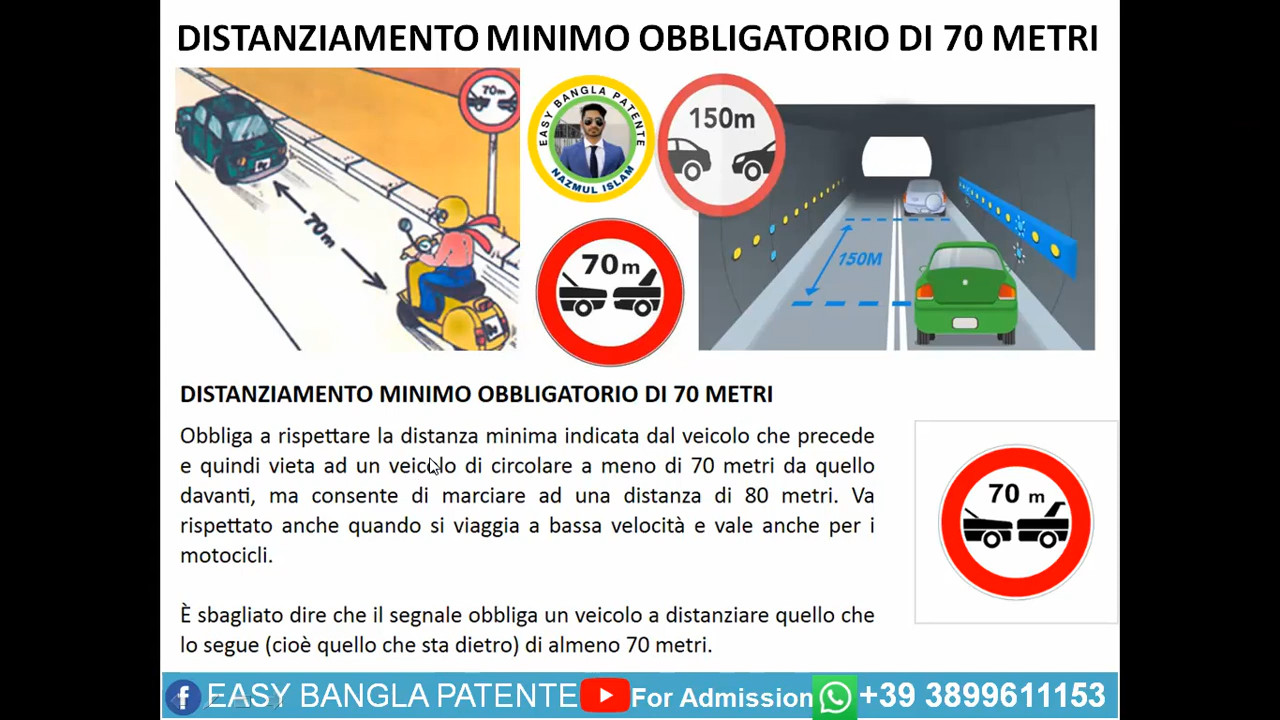 DISTANZIAMENTO MINIMO OBBLIGATORIO DI 70 METRI
70m
70m
EASY BANGLA PATENTE
NAZMUL ISLAM
150m
70 m
150M
DISTANZIAMENTO MINIMO OBBLIGATORIO DI 70 METRI
Obbliga a rispettare la distanza minima indicata dal veicolo che precede
e quindi vieta ad un veicolo di circolare a meno di 70 metri da quello
davanti, ma consente di marciare ad una distanza di 80 metri. Va
rispettato anche quando si viaggia a bassa velocità e vale anche per i
motocicli.
70 m
È sbagliato dire che il segnale obbliga un veicolo a distanziare quello che
lo segue (cioè quello che sta dietro) di almeno 70 metri.
EASY BANGLA PATENTE For Admission +39 3899611153